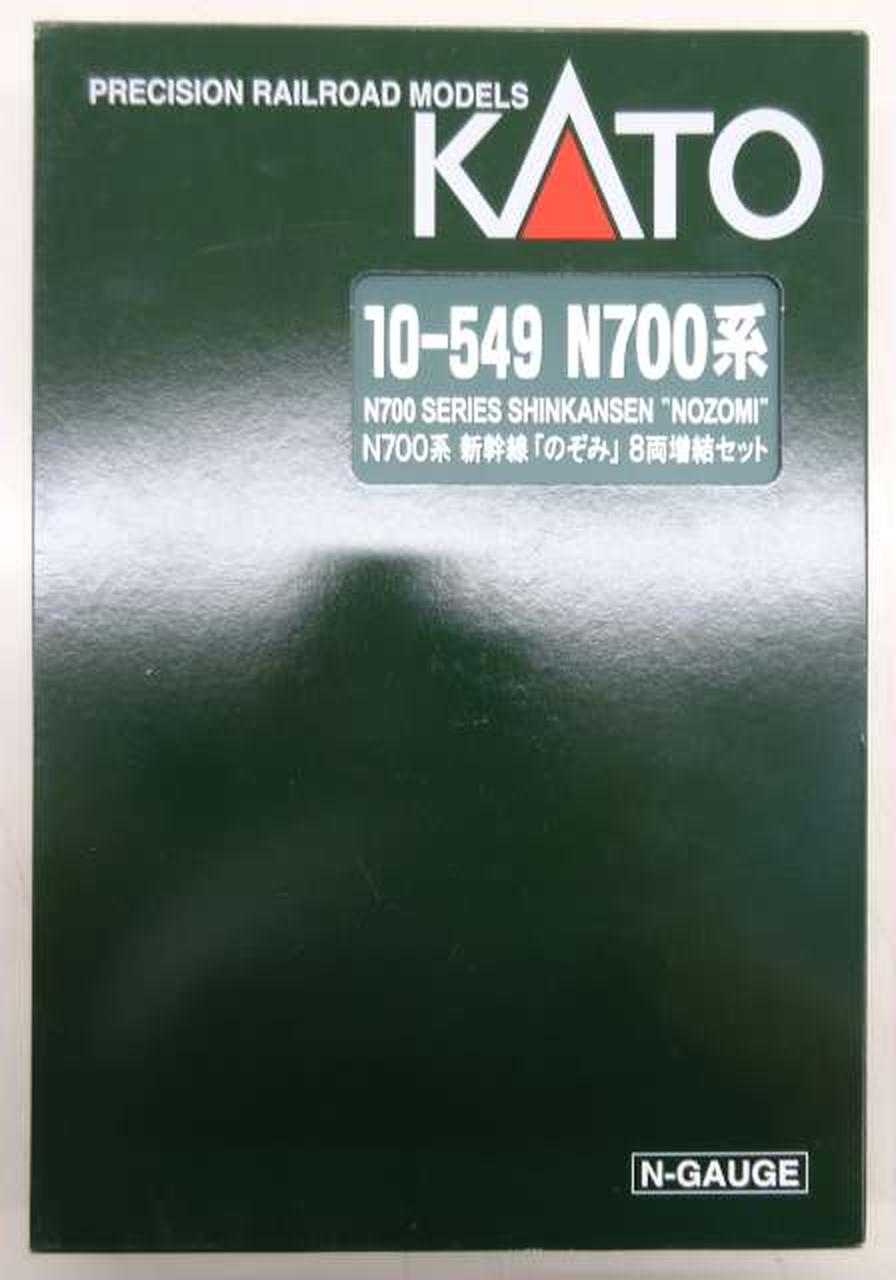 PRECISION RAILROAD MODELS
KATO
10-549 N700系
N700 SERIES SHINKANSEN "NOZOMI"
N700系 新幹線「のぞみ」8両増結セット
N-GAUGE